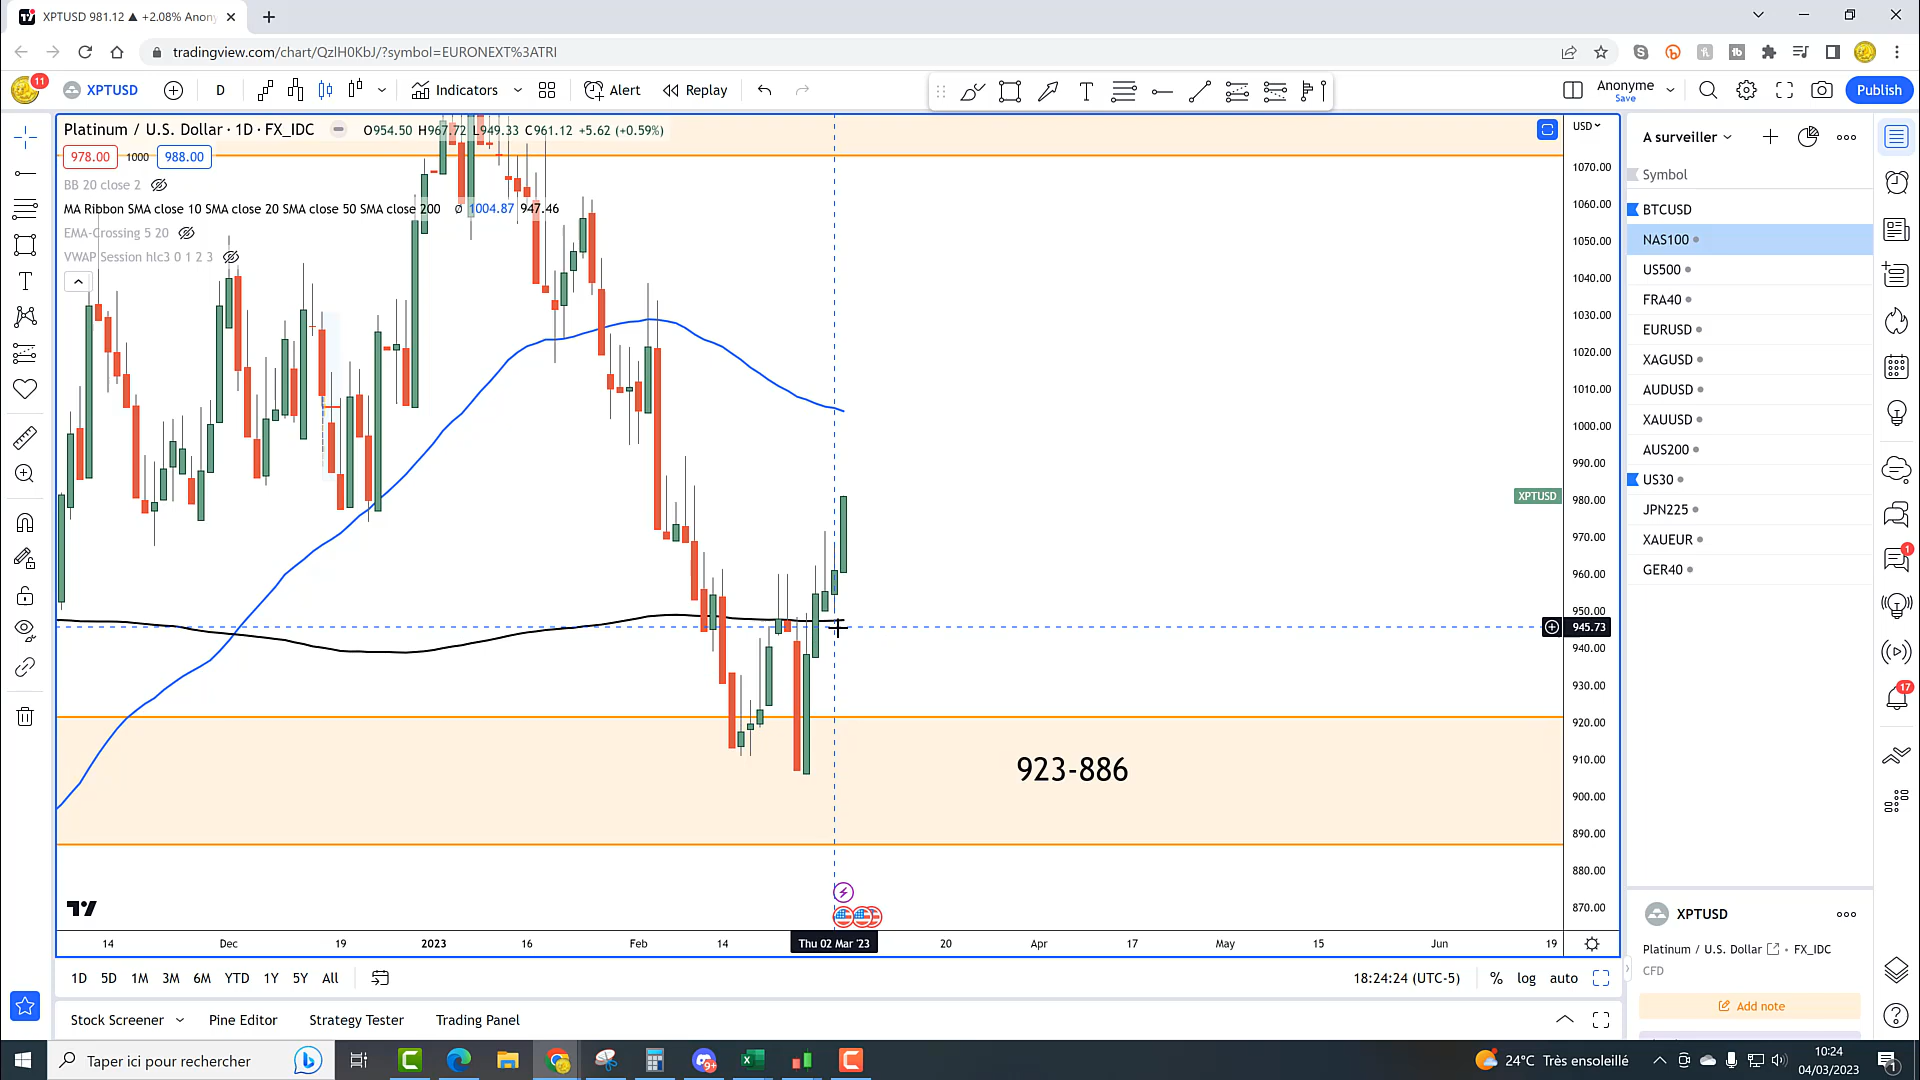 XPTUSD 981.12 ▲ +2.08% Anony
tradingview.com/chart/QzlH0KbJ/?symbol=EURONEXT%3ATRI
11
XPTUSD
D
Indicators
Alert
Replay
Anonyme
Save
Publish
Platinum / U.S. Dollar · 1D · FX_IDC
O954.50 H967.72 L949.33 C961.12 +5.62 (+0.59%)
978.00
1000
988.00
BB 20 close 2
MA Ribbon SMA close 10 SMA close 20 SMA close 50 SMA close 200 Ø 1004.87 947.46
EMA-Crossing 5 20
VWAP Session hlc3 0 1 2 3
USD
1070.00
1060.00
1050.00
1040.00
1030.00
1020.00
1010.00
1000.00
990.00
XPTUSD
980.00
970.00
960.00
950.00
945.73
940.00
930.00
920.00
910.00
900.00
890.00
880.00
870.00
923-886
14
Dec
19
2023
16
Feb
14
Thu 02 Mar '23
20
Apr
17
May
15
Jun
19
1D 5D 1M 3M 6M YTD 1Y 5Y All
18:24:24 (UTC-5)
% log auto
Stock Screener
Pine Editor
Strategy Tester
Trading Panel
A surveiller
Symbol
BTCUSD
NAS100
US500
FRA40
EURUSD
XAGUSD
AUDUSD
XAUUSD
AUS200
US30
JPN225
XAUEUR
GER40
XPTUSD
Platinum / U.S. Dollar • FX_IDC
CFD
Add note
1
17
Taper ici pour rechercher
9+
24°C Très ensoleillé
10:24
04/03/2023
1